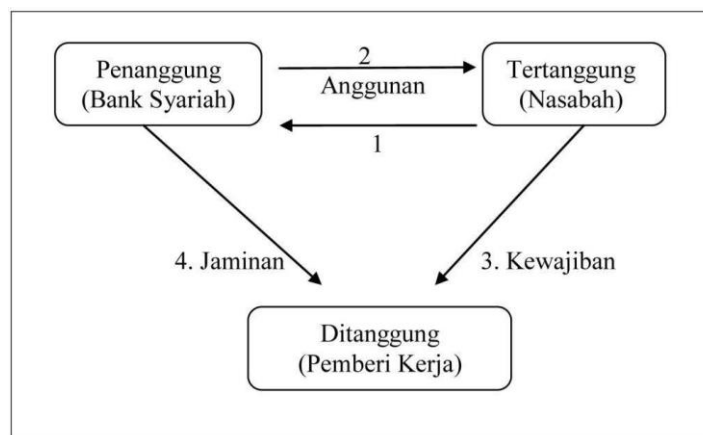 2
Penanggung
(Bank Syariah)
Anggunan
Tertanggung
(Nasabah)
1
4. Jaminan
3. Kewajiban
Ditanggung
(Pemberi Kerja)